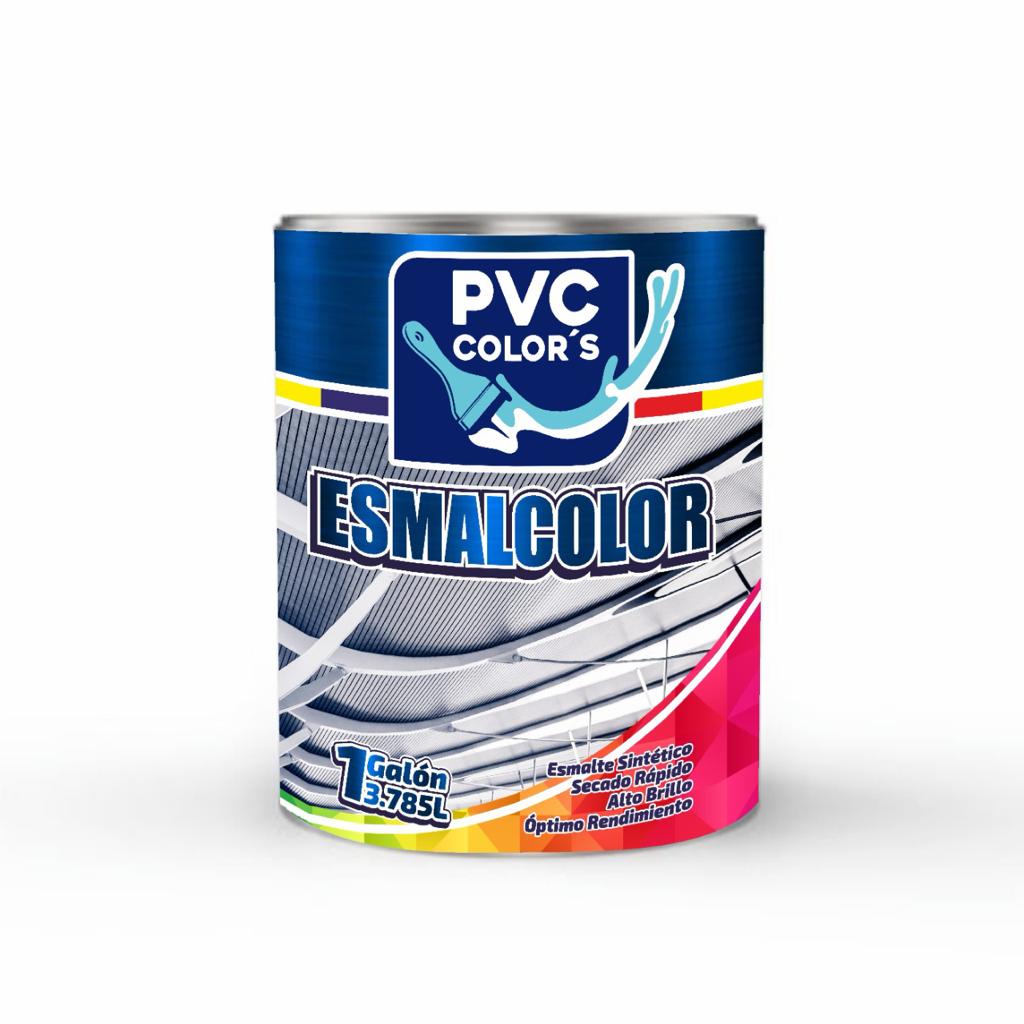 PVC
COLOR´S
ESMALCOLOR
1 Galón
3.785L
Esmalte Sintético
Secado Rápido
Alto Brillo
Óptimo Rendimiento